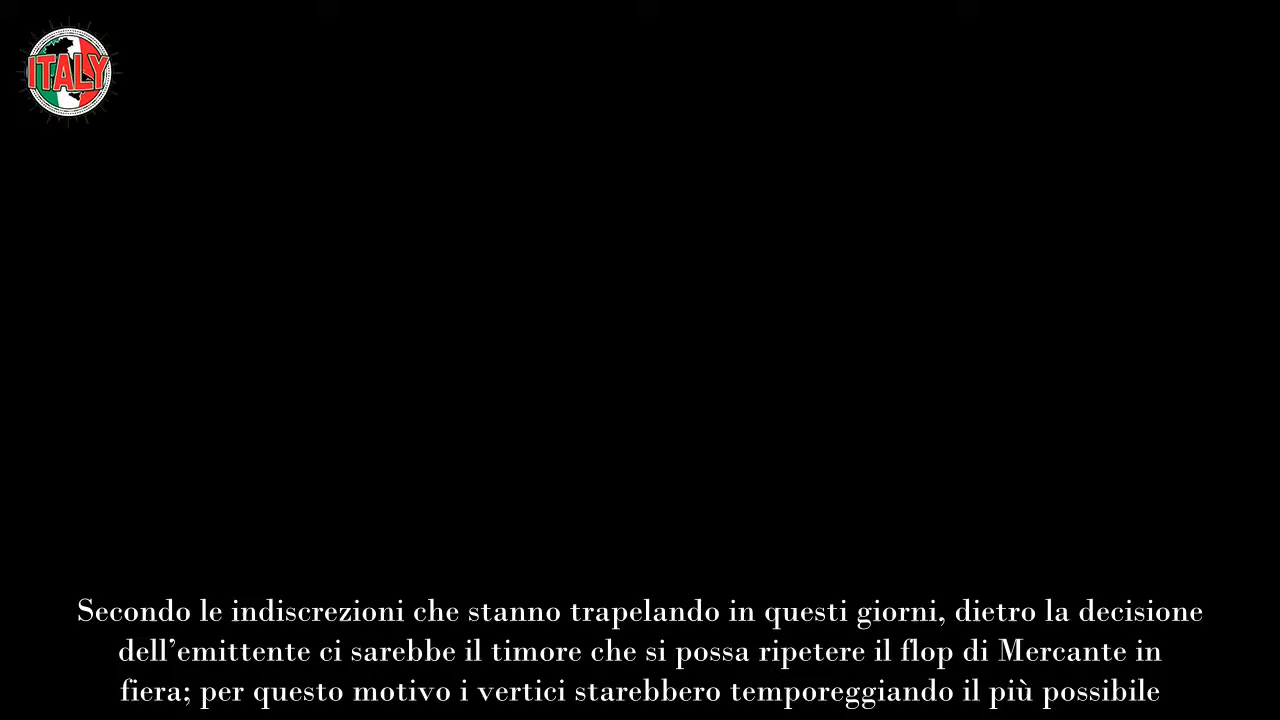 ITALY
Secondo le indiscrezioni che stanno trapelando in questi giorni, dietro la decisione
dell’emittente ci sarebbe il timore che si possa ripetere il flop di Mercante in
fiera; per questo motivo i vertici starebbero temporeggiando il più possibile